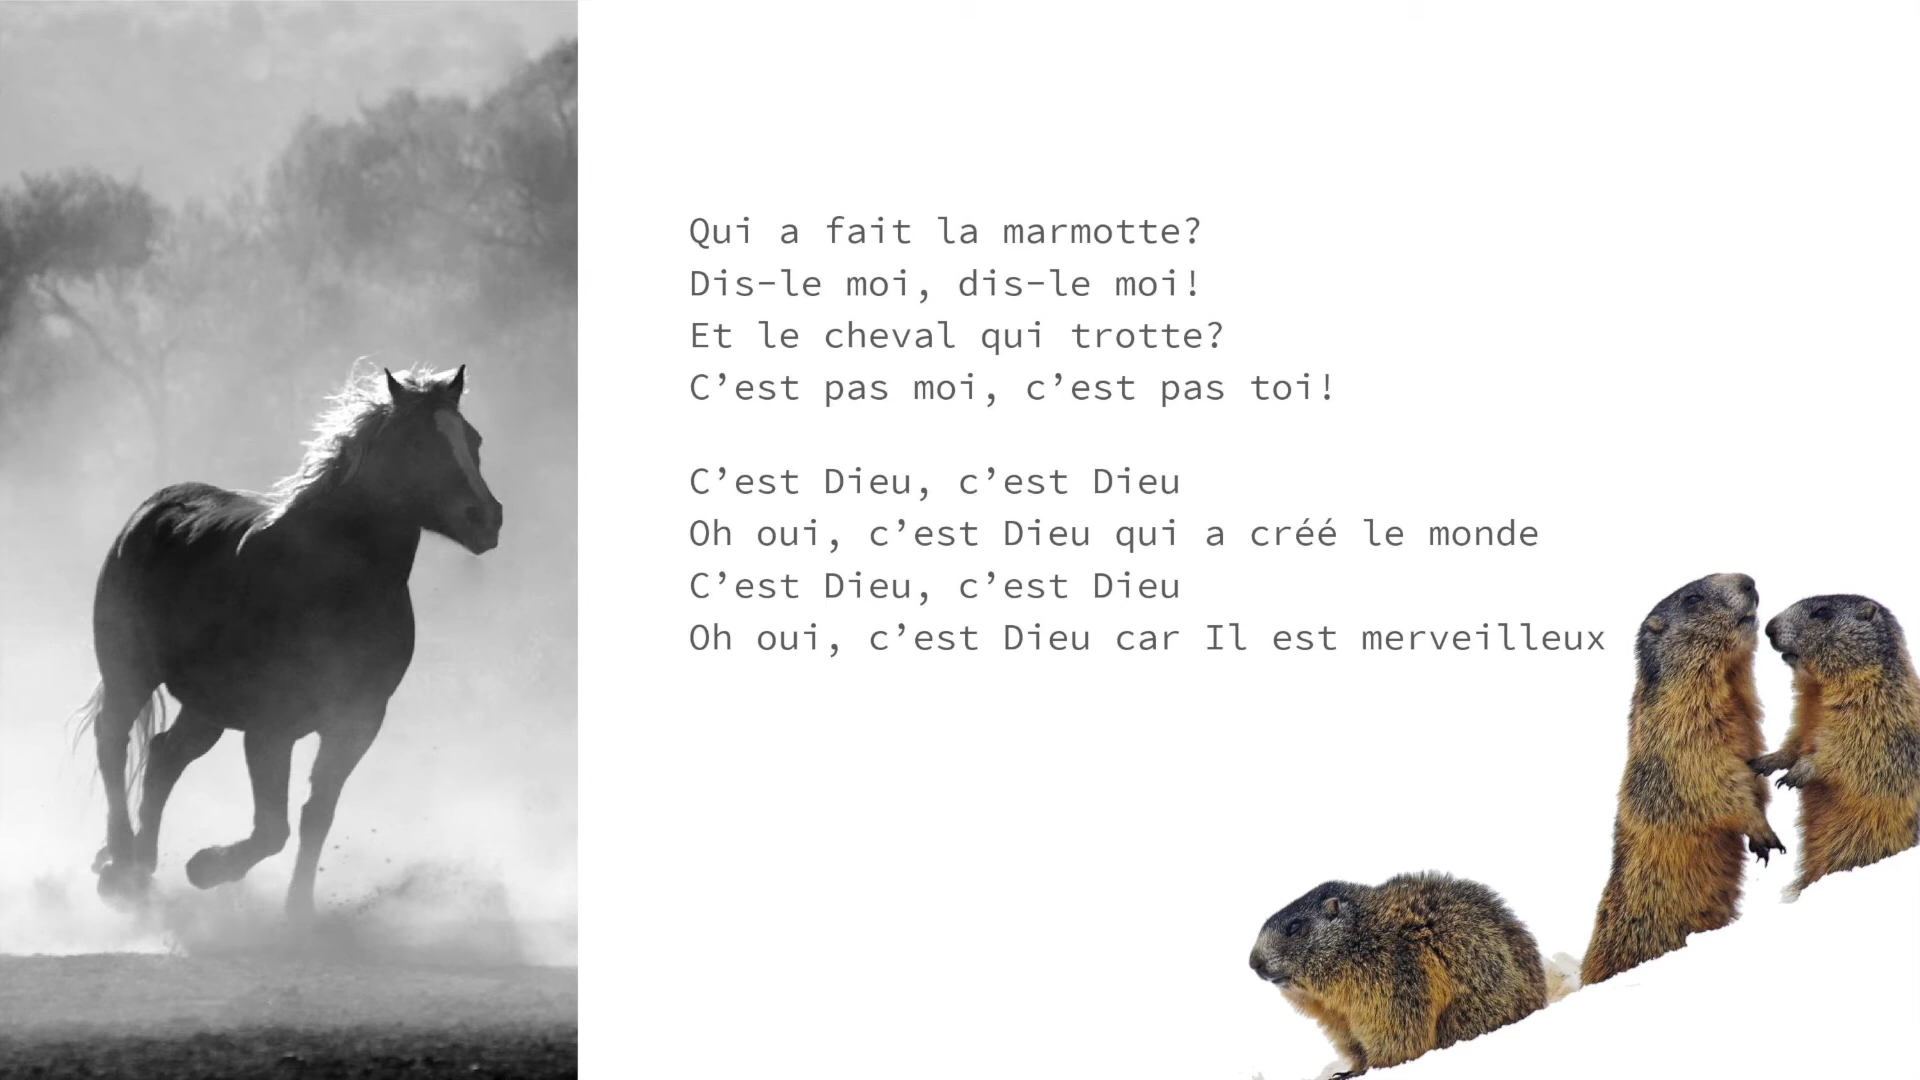 Qui a fait la marmotte?
Dis-le moi, dis-le moi!
Et le cheval qui trotte?
C’est pas moi, c’est pas toi!
C’est Dieu, c’est Dieu
Oh oui, c’est Dieu qui a créé le monde
C’est Dieu, c’est Dieu
Oh oui, c’est Dieu car Il est merveilleux